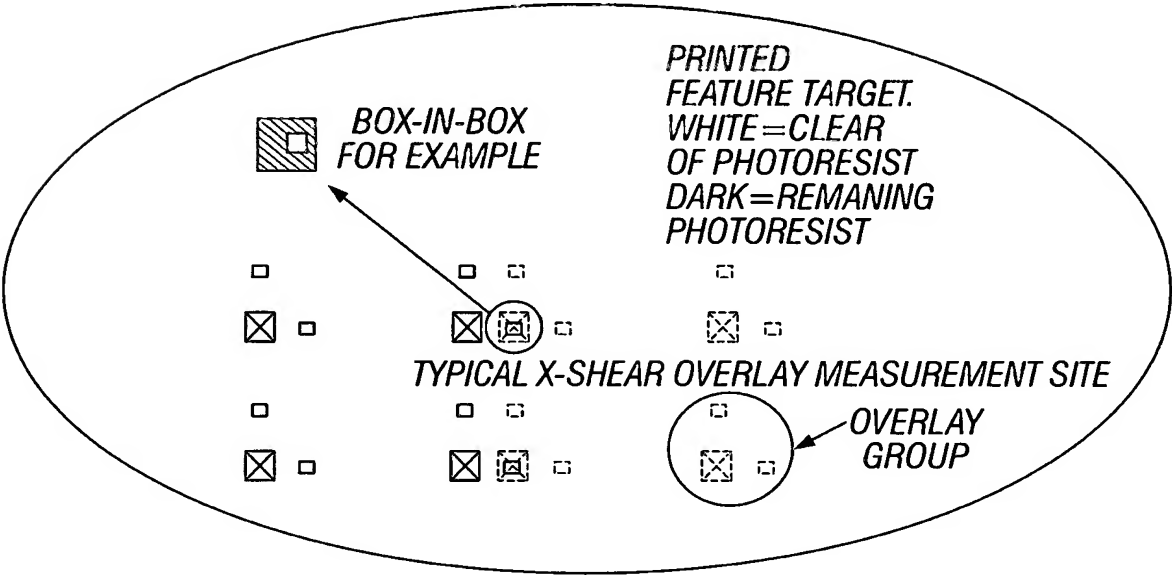 BOX-IN-BOX
FOR EXAMPLE
PRINTED
FEATURE TARGET.
WHITE=CLEAR
OF PHOTORESIST
DARK=REMANING
PHOTORESIST
TYPICAL X-SHEAR OVERLAY MEASUREMENT SITE
OVERLAY
GROUP